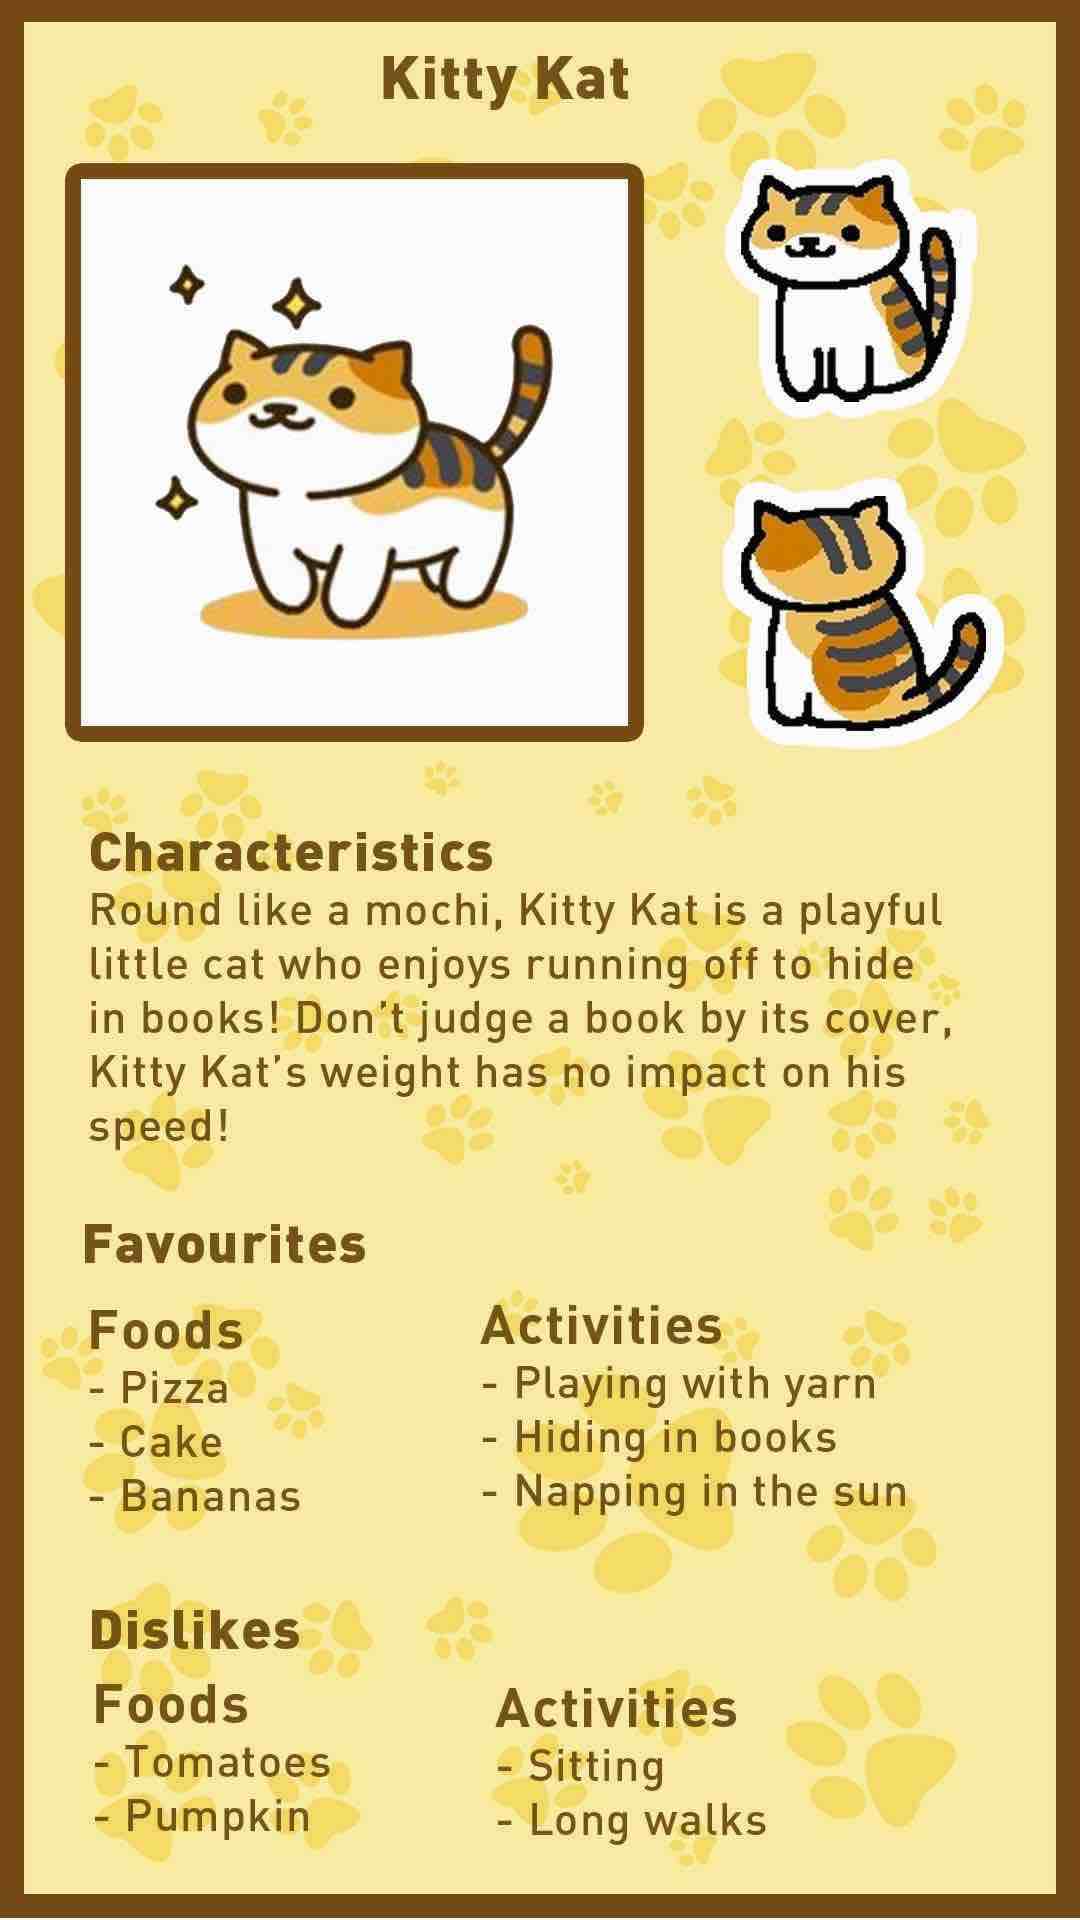 Kitty Kat
Characteristics
Round like a mochi, Kitty Kat is a playful
little cat who enjoys running off to hide
in books! Don’t judge a book by its cover,
Kitty Kat’s weight has no impact on his
speed!
Favourites
Foods
- Pizza
- Cake
- Bananas
Activities
- Playing with yarn
- Hiding in books
- Napping in the sun
Dislikes
Foods
- Tomatoes
- Pumpkin
Activities
- Sitting
- Long walks